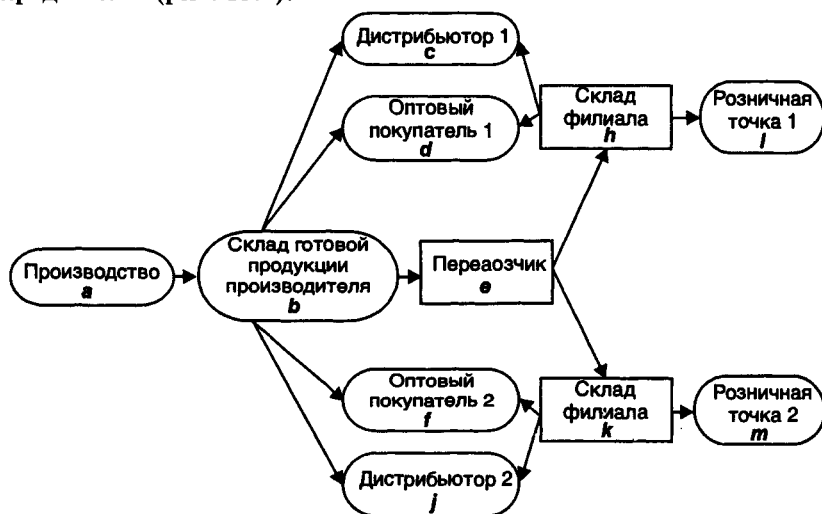 Дистрибьютор 1
c
Оптовый
покупатель 1
d
Склад
филиала
h
Розничная
точка 1
l
Производство
a
Склад готовой
продукции
производителя
b
Переаозчик
e
Оптовый
покупатель 2
f
Склад
филиала
k
Розничная
точка 2
m
Дистрибьютор 2
j